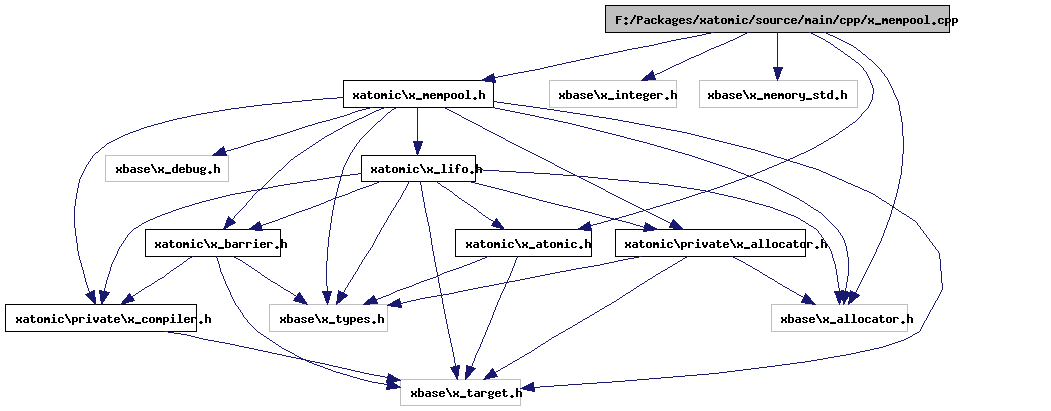 F:/Packages/xatomic/source/main/cpp/x_mempool.cpp
xatomic\x_mempool.h
xbase\x_integer.h
xbase\x_memory_std.h
xbase\x_debug.h
xatomic\x_lifo.h
xatomic\x_barrier.h
xatomic\x_atomic.h
xatomic\private\x_allocator.h
xatomic\private\x_compiler.h
xbase\x_types.h
xbase\x_allocator.h
xbase\x_target.h